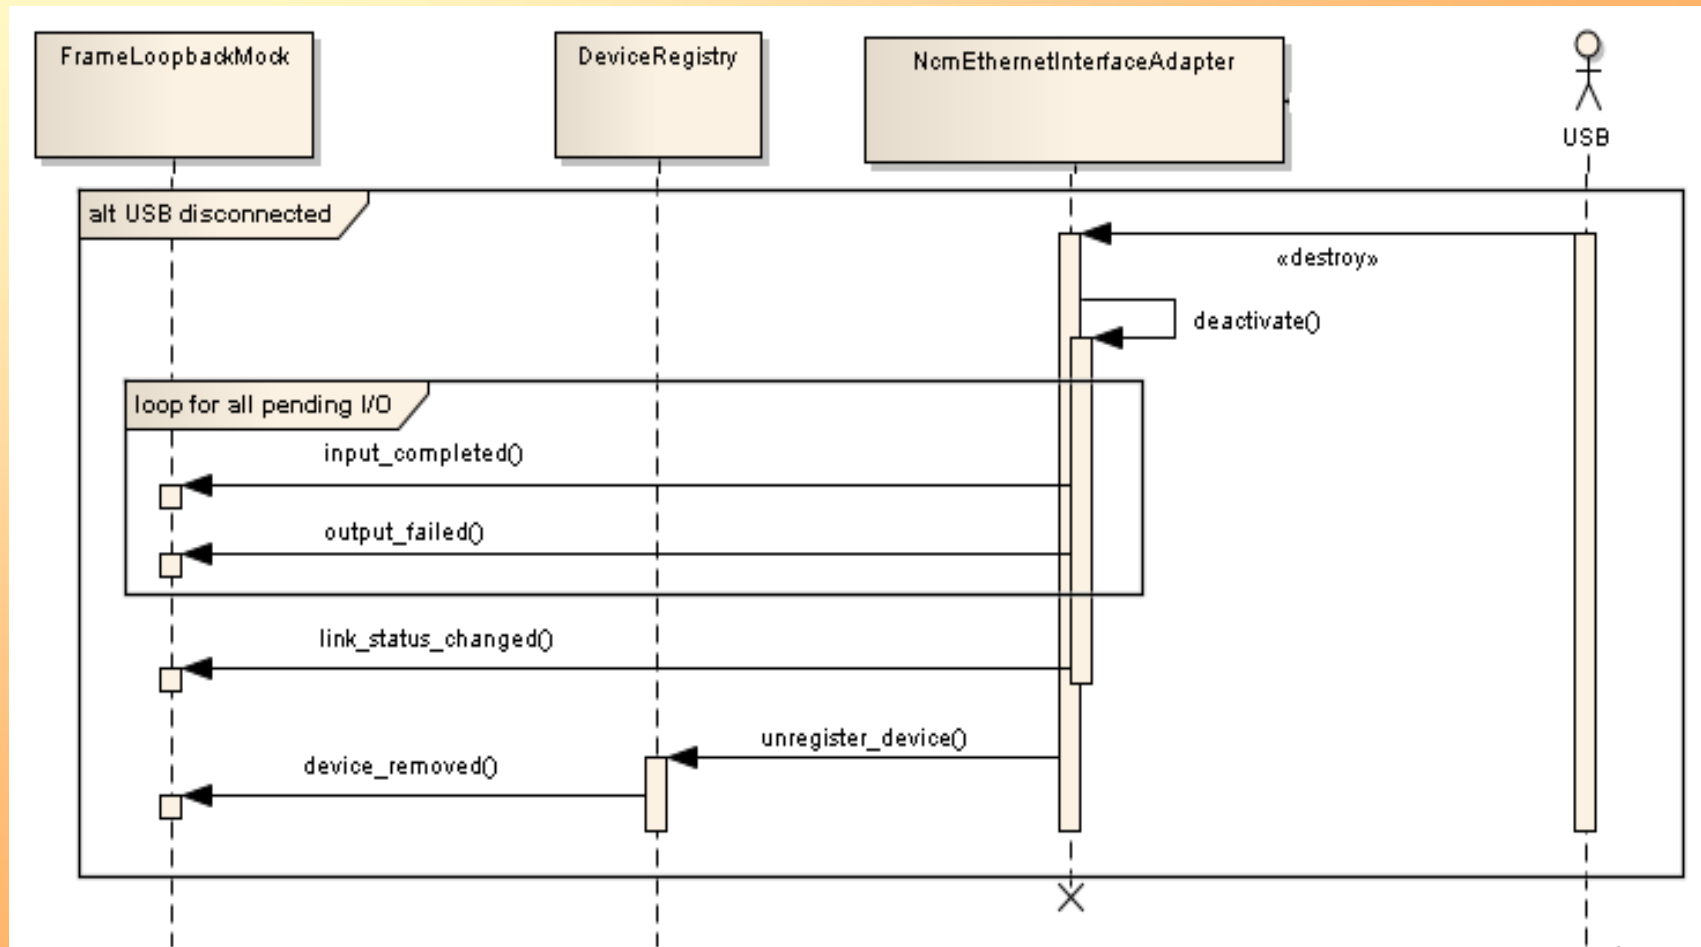 FrameLoopbackMock
DeviceRegistry
NcmEthernetInterfaceAdapter
USB
alt USB disconnected
«destroy»
deactivate()
loop for all pending I/O
input_completed()
output_failed()
link_status_changed()
unregister_device()
device_removed()